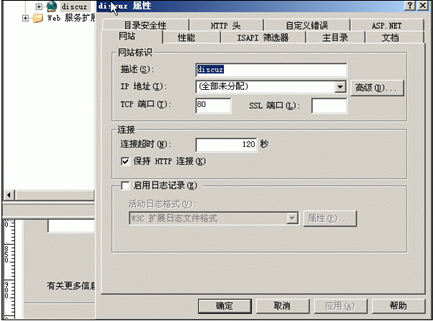 discuz
Web 服务扩展
discuz 属性
目录安全性 HTTP 头 自定义错误 ASP.NET
网站 性能 ISAPI 筛选器 主目录 文档
网站标识
描述(S): discuz
IP 地址(I): (全部未分配) 高级(D)...
TCP 端口(T): 80 SSL 端口(L):
连接
连接超时(N): 120 秒
保持 HTTP 连接(K)
启用日志记录(E)
活动日志格式(V):
W3C 扩展日志文件格式 属性(P)...
有关更多信息
确定 取消 应用(A) 帮助